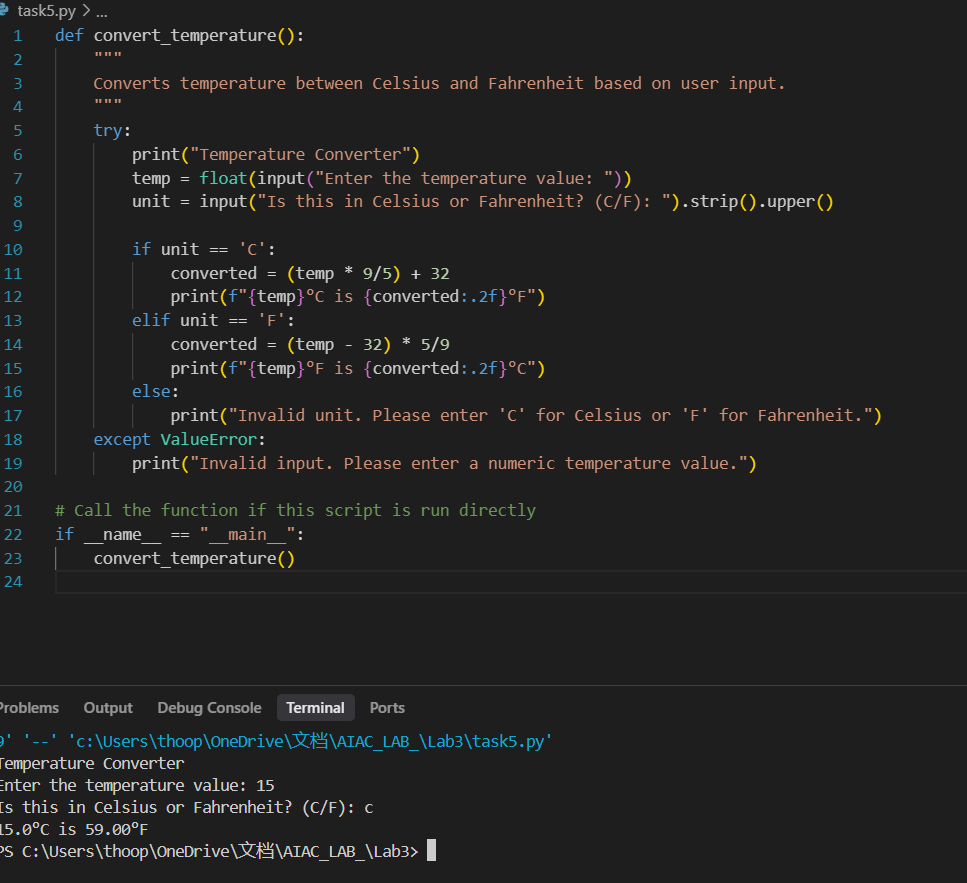 task5.py > ...
1 def convert_temperature():
2     """
3     Converts temperature between Celsius and Fahrenheit based on user input.
4     """
5     try:
6         print("Temperature Converter")
7         temp = float(input("Enter the temperature value: "))
8         unit = input("Is this in Celsius or Fahrenheit? (C/F): ").strip().upper()
9
10         if unit == 'C':
11             converted = (temp * 9/5) + 32
12             print(f"{temp}°C is {converted:.2f}°F")
13         elif unit == 'F':
14             converted = (temp - 32) * 5/9
15             print(f"{temp}°F is {converted:.2f}°C")
16         else:
17             print("Invalid unit. Please enter 'C' for Celsius or 'F' for Fahrenheit.")
18     except ValueError:
19         print("Invalid input. Please enter a numeric temperature value.")
20
21 # Call the function if this script is run directly
22 if __name__ == "__main__":
23     convert_temperature()
24
Problems Output Debug Console Terminal Ports
9' '--' 'c:\Users\thoop\OneDrive\文档\AIAC_LAB_\Lab3\task5.py'
Temperature Converter
Enter the temperature value: 15
Is this in Celsius or Fahrenheit? (C/F): c
15.0°C is 59.00°F
PS C:\Users\thoop\OneDrive\文档\AIAC_LAB_\Lab3>